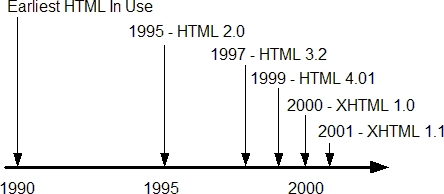 Earliest HTML In Use
1995 - HTML 2.0
1997 - HTML 3.2
1999 - HTML 4.01
2000 - XHTML 1.0
2001 - XHTML 1.1
1990 1995 2000